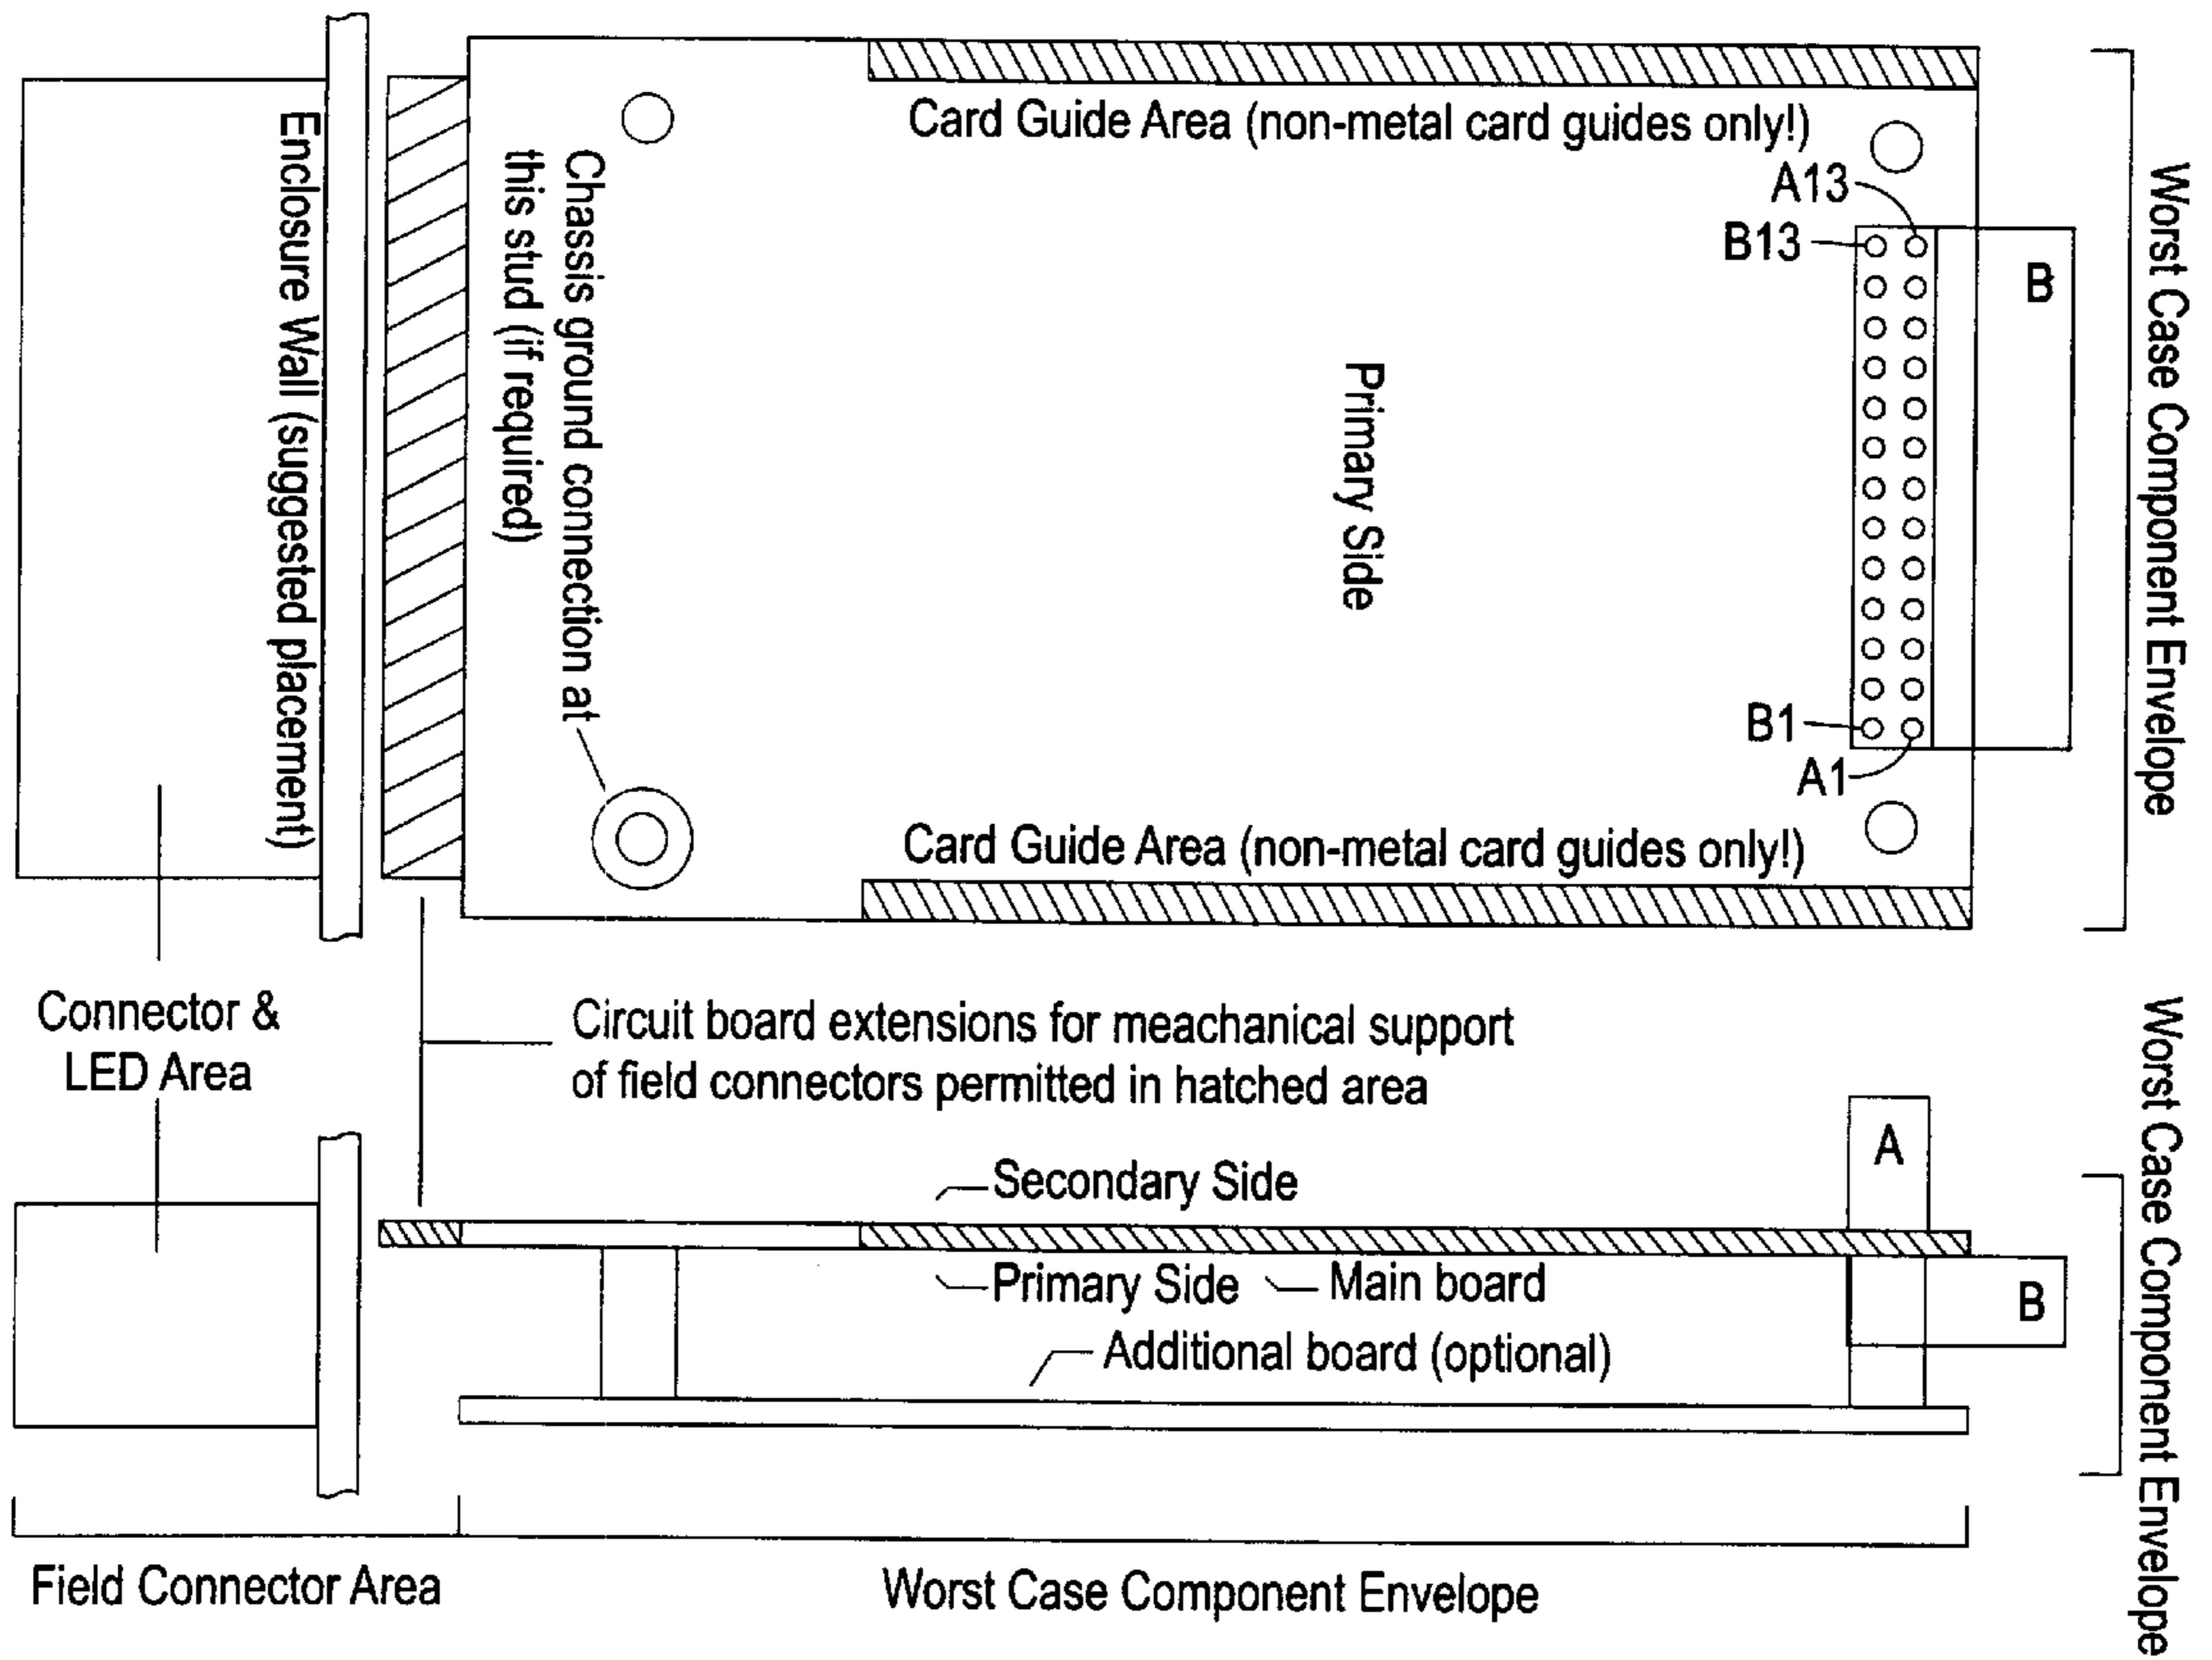 Card Guide Area (non-metal card guides only!)
A13
B13
B
Worst Case Component Envelope
Enclosure Wall (suggested placement)
Chassis ground connection at
this stud (if required)
Primary Side
B1
A1
Card Guide Area (non-metal card guides only!)
Connector &
LED Area
Circuit board extensions for meachanical support
of field connectors permitted in hatched area
A
Secondary Side
Primary Side
Main board
B
Additional board (optional)
Worst Case Component Envelope
Field Connector Area
Worst Case Component Envelope